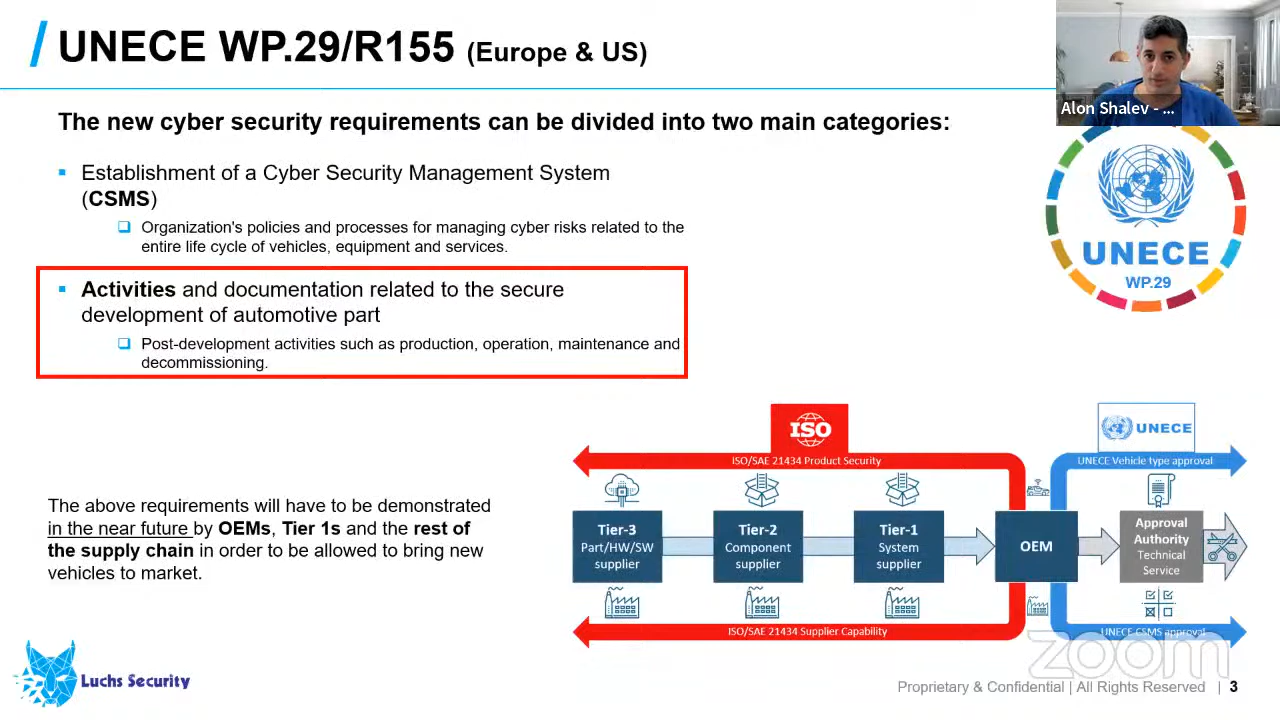 UNECE WP.29/R155 (Europe & US)
Alon Shalev - ...
The new cyber security requirements can be divided into two main categories:
Establishment of a Cyber Security Management System
(CSMS)
Organization's policies and processes for managing cyber risks related to the
entire life cycle of vehicles, equipment and services.
Activities and documentation related to the secure
development of automotive part
Post-development activities such as production, operation, maintenance and
decommissioning.
UNECE
WP.29
The above requirements will have to be demonstrated
in the near future by OEMs, Tier 1s and the rest of
the supply chain in order to be allowed to bring new
vehicles to market.
ISO
UNECE
ISO/SAE 21434 Product Security
UNECE Vehicle type approval
Tier-3
Part/HW/SW
supplier
Tier-2
Component
supplier
Tier-1
System
supplier
OEM
Approval
Authority
Technical
Service
ISO/SAE 21434 Supplier Capability
UNECE CSMS approval
zoom
Luchs Security
Proprietary & Confidential | All Rights Reserved | 3